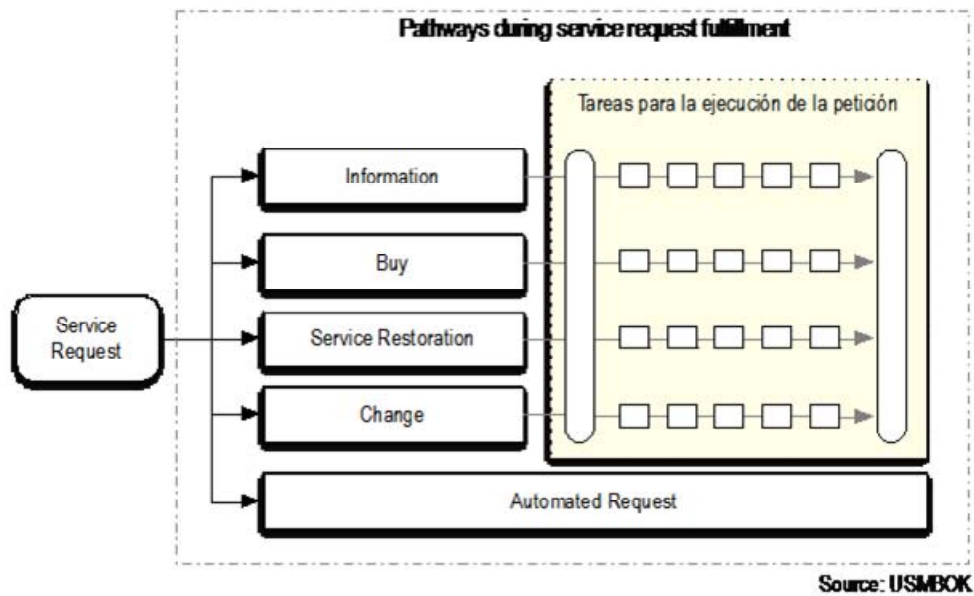 Pathways during service request fulfillment
Tareas para la ejecución de la petición
Information
Buy
Service
Request
Service Restoration
Change
Automated Request
Source: USMBOK